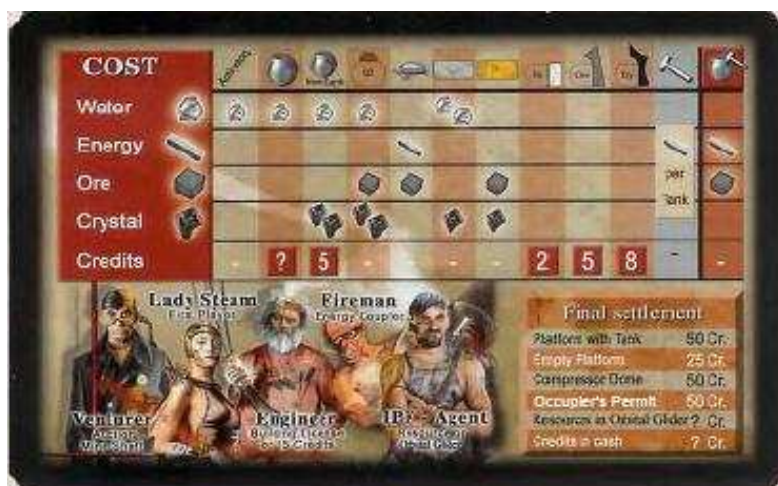 COST
Water
Energy
per
Tank
Ore
Crystal
Credits - ? 5 - - - 2 5 8 - -
Lady Steam
First Player
Fireman
Energy Coupler
Venturer
Engineer
IPF - Agent
Final settlement
Platform with Tank 50 Cr.
Empty Platform 25 Cr.
Compressor Dome 50 Cr.
Occupier's Permit 50 Cr.
Resources in Orbital Glider ? Cr.
Credits in cash ? Cr.